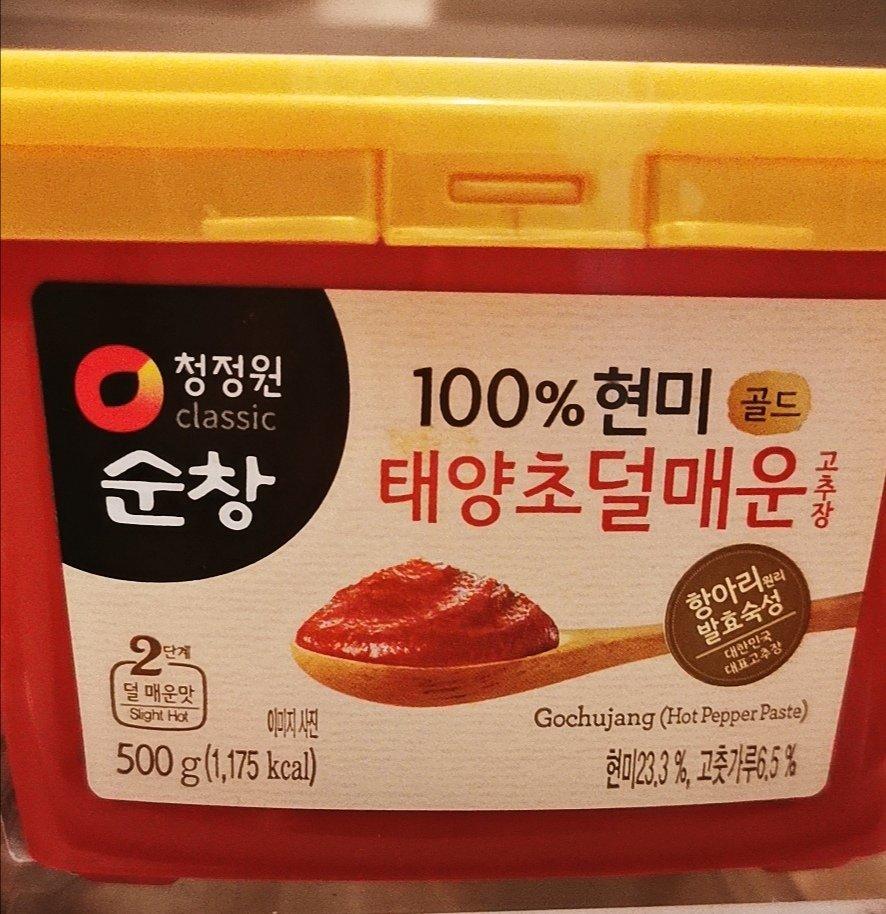 청정원
classic
순창
100% 현미 골드
태양초덜매운 고추장
항아리원리
발효숙성
대한민국
대표고추장
2단계
덜 매운맛
Slight Hot
이미지 사진
Gochujang (Hot Pepper Paste)
500 g (1,175 kcal)
현미23.3 %, 고춧가루6.5 %